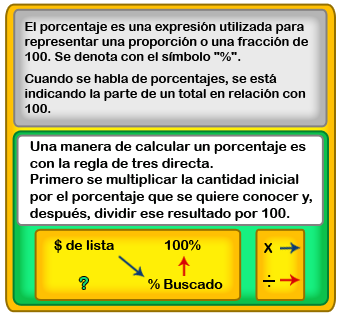 El porcentaje es una expresión utilizada para
representar una proporción o una fracción de
100. Se denota con el símbolo "%".
Cuando se habla de porcentajes, se está
indicando la parte de un total en relación con
100.
Una manera de calcular un porcentaje es
con la regla de tres directa.
Primero se multiplicar la cantidad inicial
por el porcentaje que se quiere conocer y,
después, dividir ese resultado por 100.
$ de lista 100% x
? % Buscado ÷